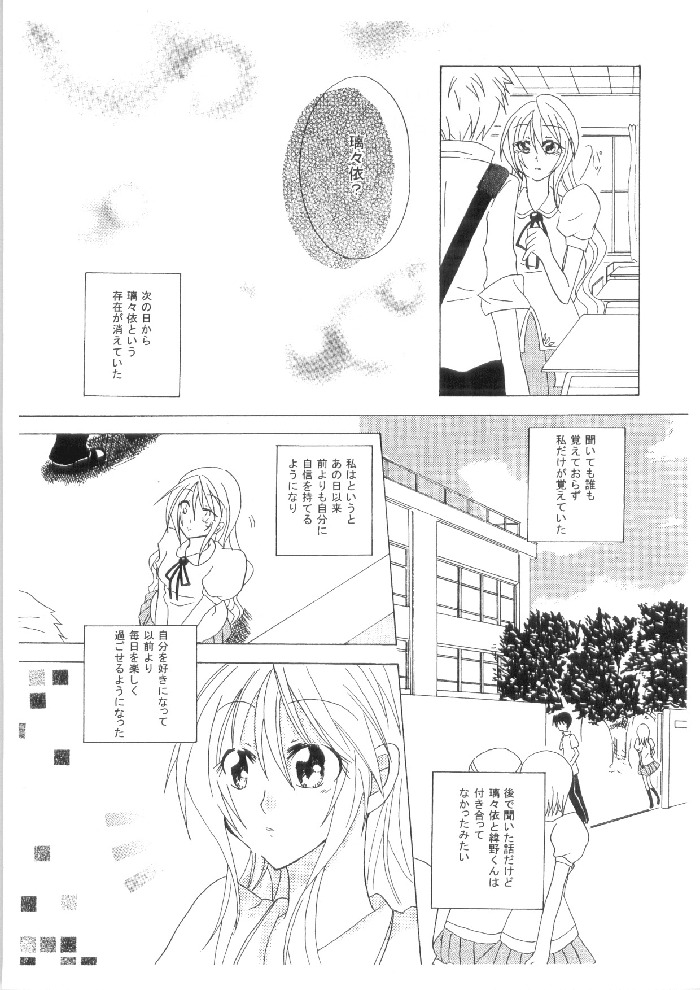 璃々依？
次の日から
璃々依という
存在が消えていた
聞いても誰も
覚えておらず
私だけが覚えていた
私はというと
あの日以来
前よりも自分に
自信を持てる
ようになり
自分を好きになって
以前より
毎日を楽しく
過ごせるようになった
後で聞いた話だけど
璃々依と緯野くんは
付き合って
なかったみたい